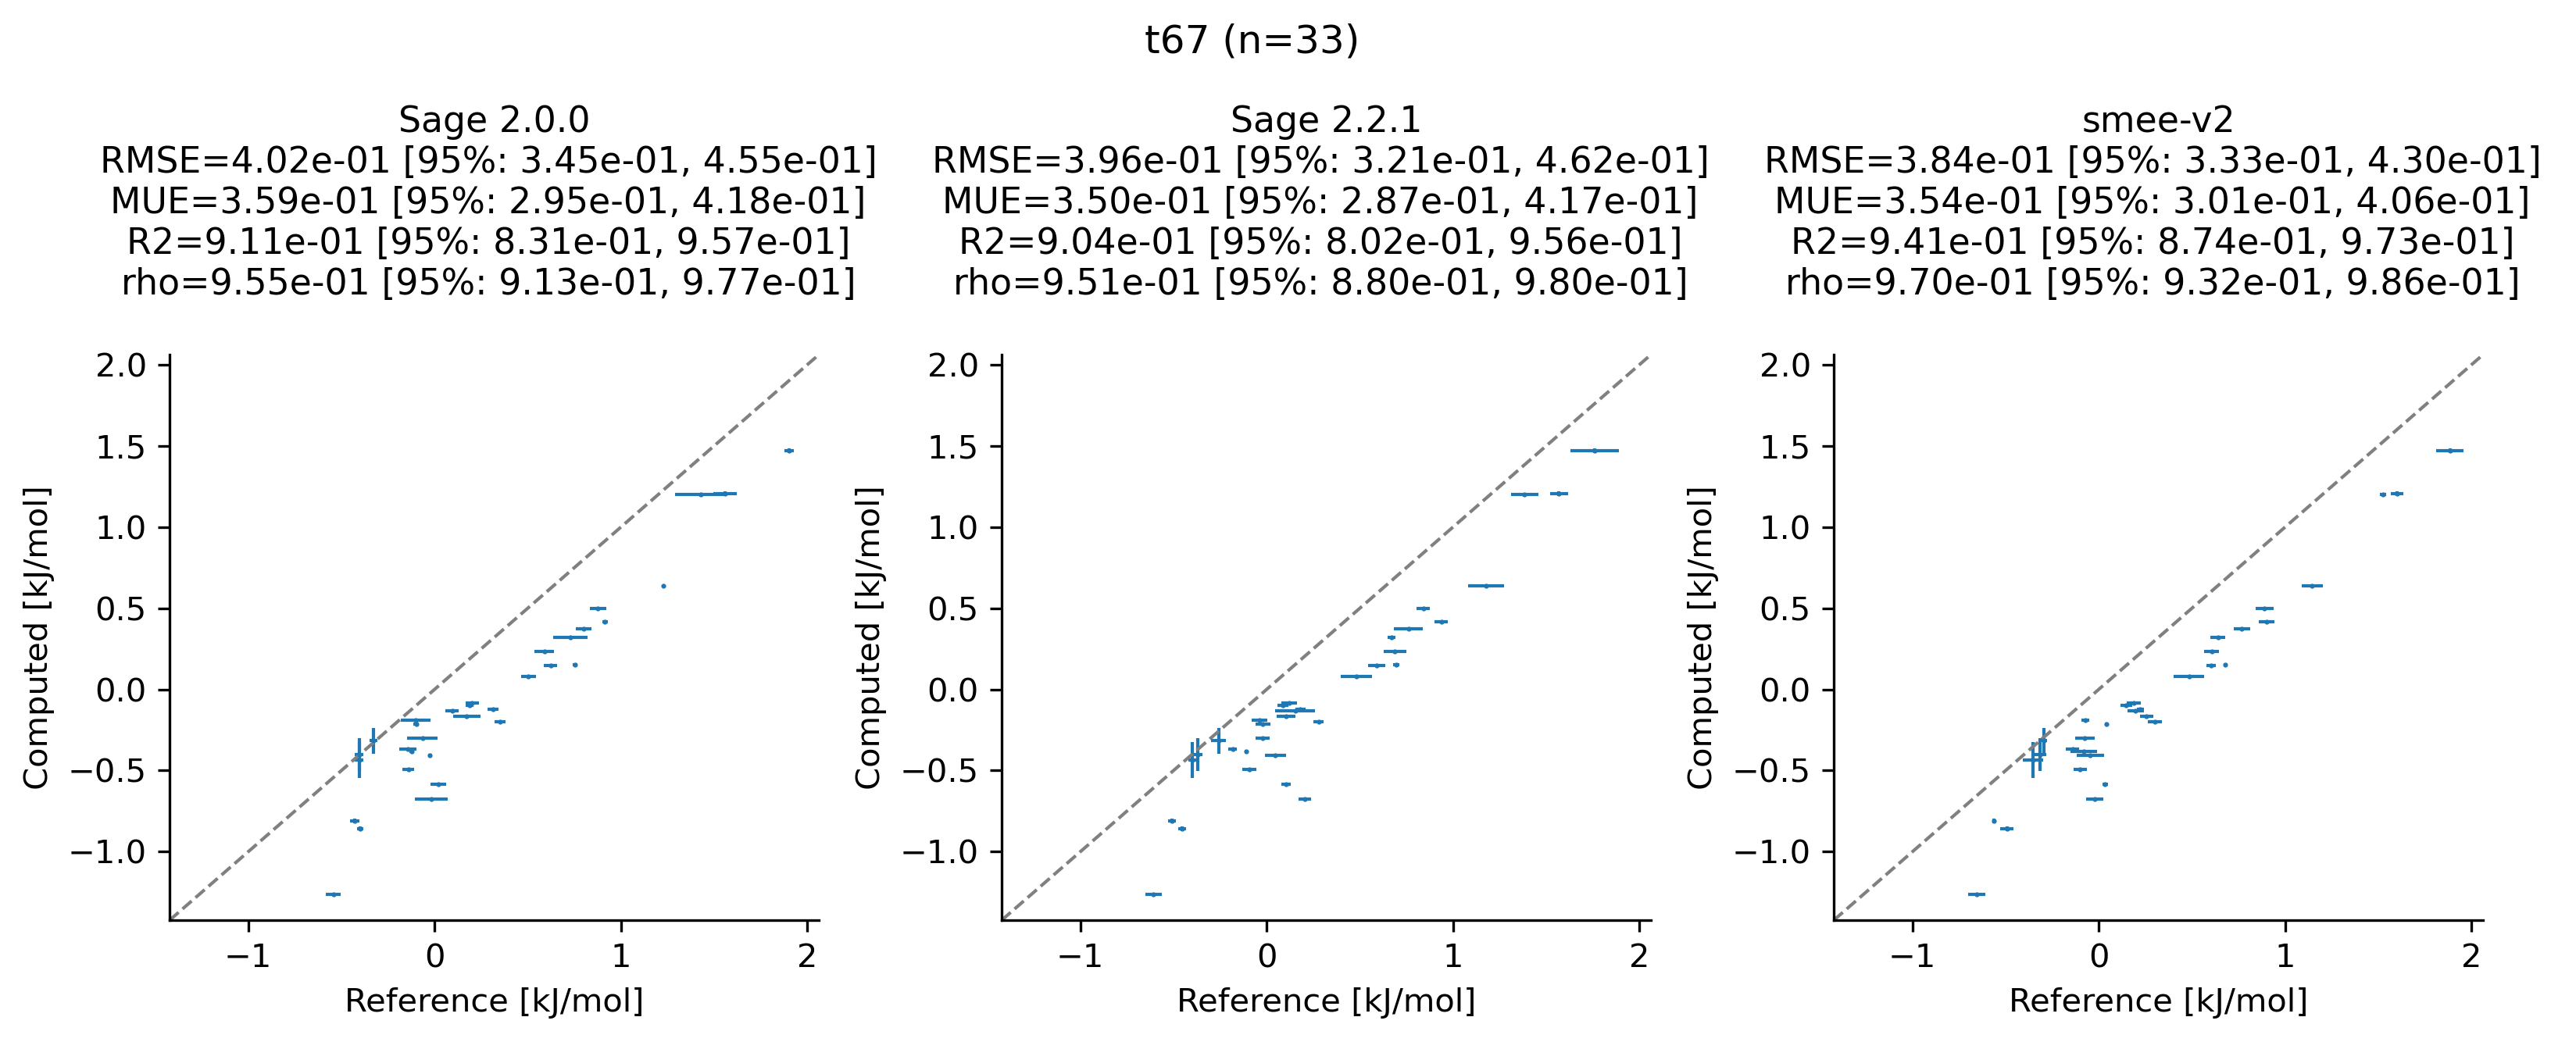 t67 (n=33)
Sage 2.0.0
RMSE=4.02e-01 [95%: 3.45e-01, 4.55e-01]
MUE=3.59e-01 [95%: 2.95e-01, 4.18e-01]
R2=9.11e-01 [95%: 8.31e-01, 9.57e-01]
rho=9.55e-01 [95%: 9.13e-01, 9.77e-01]
Sage 2.2.1
RMSE=3.96e-01 [95%: 3.21e-01, 4.62e-01]
MUE=3.50e-01 [95%: 2.87e-01, 4.17e-01]
R2=9.04e-01 [95%: 8.02e-01, 9.56e-01]
rho=9.51e-01 [95%: 8.80e-01, 9.80e-01]
smee-v2
RMSE=3.84e-01 [95%: 3.33e-01, 4.30e-01]
MUE=3.54e-01 [95%: 3.01e-01, 4.06e-01]
R2=9.41e-01 [95%: 8.74e-01, 9.73e-01]
rho=9.70e-01 [95%: 9.32e-01, 9.86e-01]
Computed [kJ/mol]
2.0
1.5
1.0
0.5
0.0
−0.5
−1.0
−1 0 1 2
Reference [kJ/mol]
Computed [kJ/mol]
2.0
1.5
1.0
0.5
0.0
−0.5
−1.0
−1 0 1 2
Reference [kJ/mol]
Computed [kJ/mol]
2.0
1.5
1.0
0.5
0.0
−0.5
−1.0
−1 0 1 2
Reference [kJ/mol]